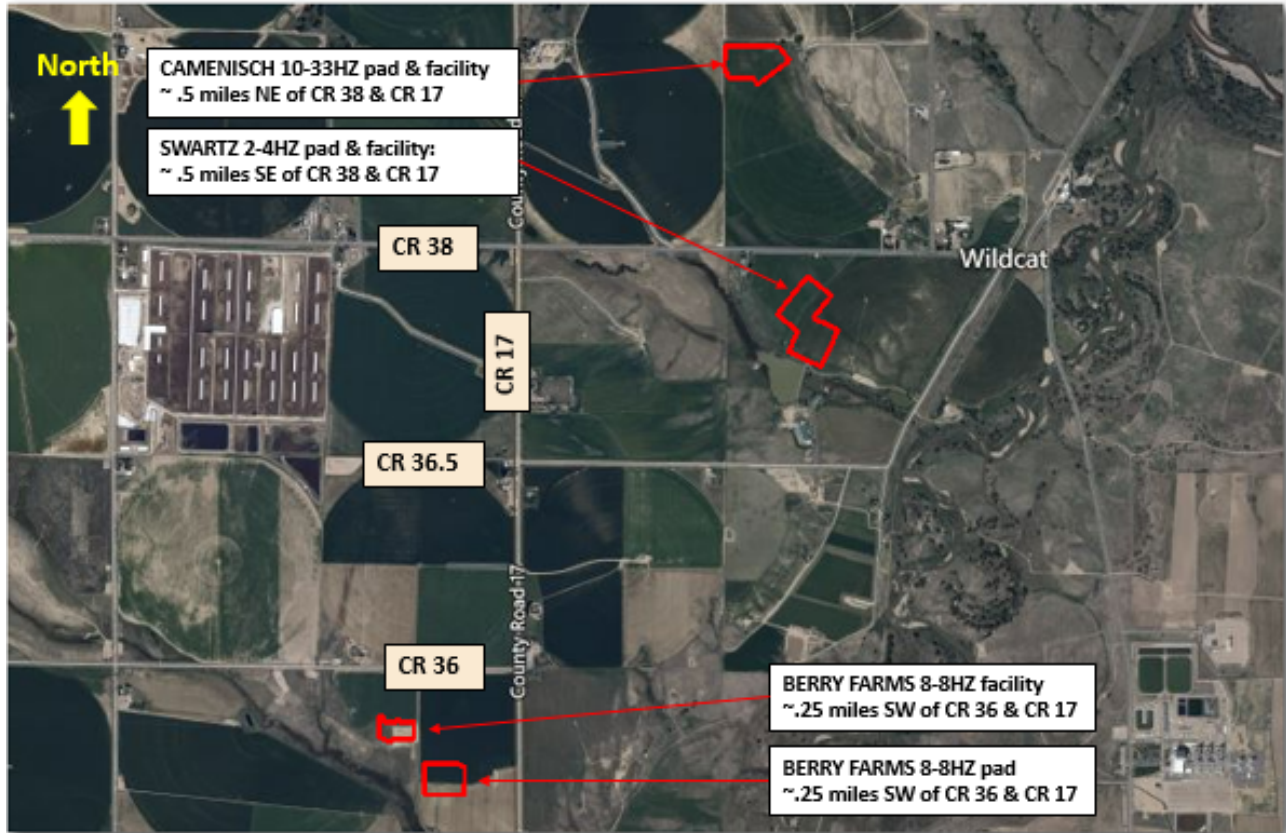 North
CAMENISCH 10-33HZ pad & facility
~ .5 miles NE of CR 38 & CR 17
SWARTZ 2-4HZ pad & facility:
~ .5 miles SE of CR 38 & CR 17
CR 38
Wildcat
CR 17
CR 36.5
County Road 17
CR 36
BERRY FARMS 8-8HZ facility
~.25 miles SW of CR 36 & CR 17
BERRY FARMS 8-8HZ pad
~.25 miles SW of CR 36 & CR 17